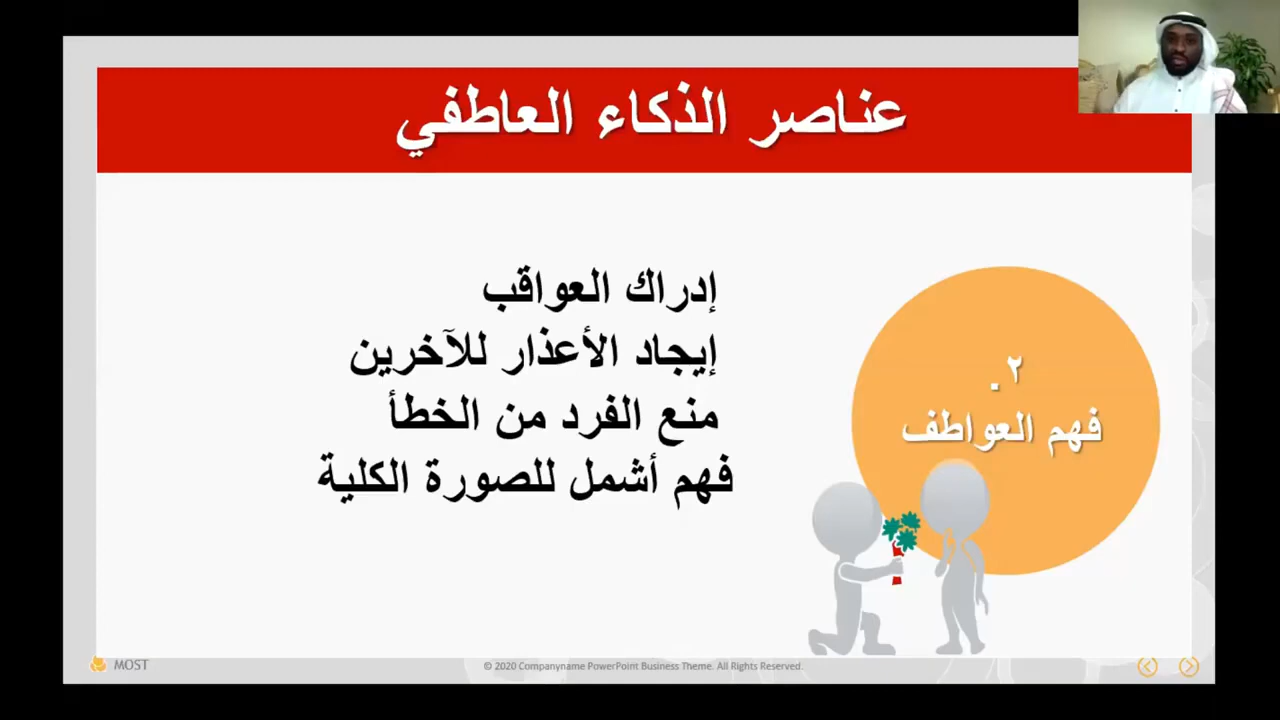 عناصر الذكاء العاطفي
٢.
فهم العواطف
إدراك العواقب
إيجاد الأعذار للآخرين
منع الفرد من الخطأ
فهم أشمل للصورة الكلية
MOST
© 2020 Companyname PowerPoint Business Theme. All Rights Reserved.